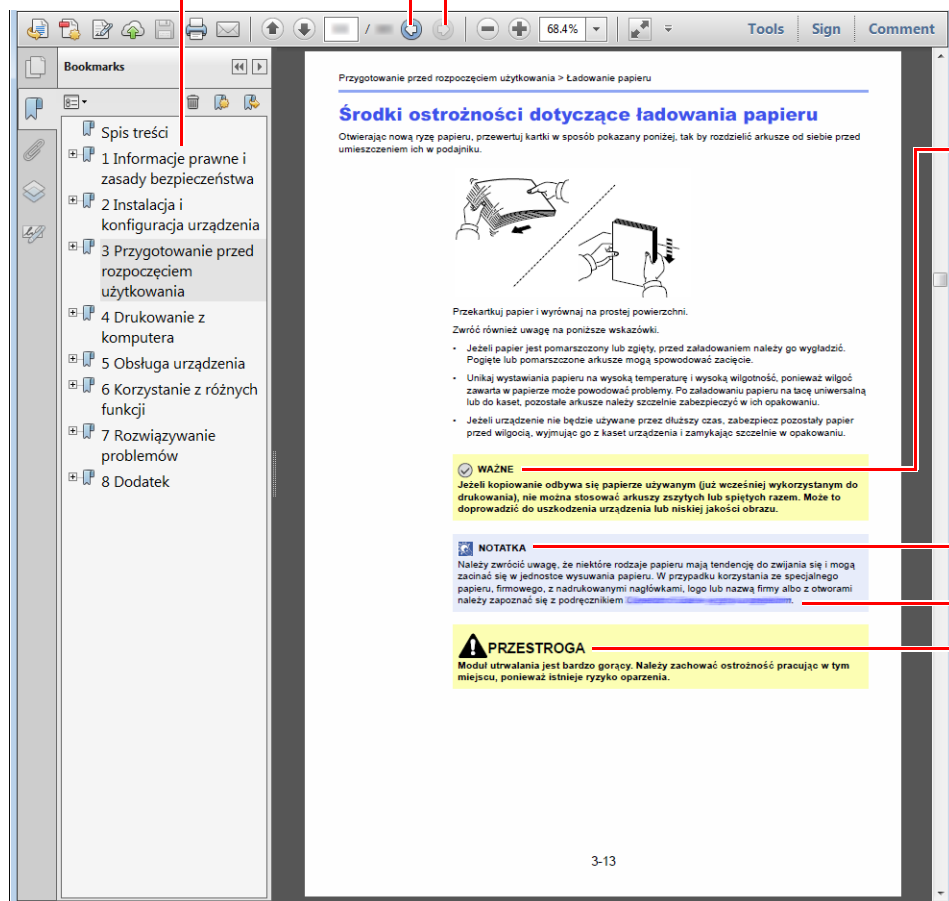 /
68.4%
Tools
Sign
Comment
Bookmarks
Spis treści
1 Informacje prawne i
zasady bezpieczeństwa
2 Instalacja i
konfiguracja urządzenia
3 Przygotowanie przed
rozpoczęciem
użytkowania
4 Drukowanie z
komputera
5 Obsługa urządzenia
6 Korzystanie z różnych
funkcji
7 Rozwiązywanie
problemów
8 Dodatek
Przygotowanie przed rozpoczęciem użytkowania > Ładowanie papieru
Środki ostrożności dotyczące ładowania papieru
Otwierając nową ryzę papieru, przewertuj kartki w sposób pokazany poniżej, tak by rozdzielić arkusze od siebie przed
umieszczeniem ich w podajniku.
Przekartkuj papier i wyrównaj na prostej powierzchni.
Zwróć również uwagę na poniższe wskazówki.
• Jeżeli papier jest pomarszczony lub zgięty, przed załadowaniem należy go wygładzić.
Pogięte lub pomarszczone arkusze mogą spowodować zacięcie.
• Unikaj wystawiania papieru na wysoką temperaturę i wysoką wilgotność, ponieważ wilgoć
zawarta w papierze może powodować problemy. Po załadowaniu papieru na tacę uniwersalną
lub do kaset, pozostałe arkusze należy szczelnie zabezpieczyć w ich opakowaniu.
• Jeżeli urządzenie nie będzie używane przez dłuższy czas, zabezpiecz pozostały papier
przed wilgocią, wyjmując go z kaset urządzenia i zamykając szczelnie w opakowaniu.
WAŻNE
Jeżeli kopiowanie odbywa się papierze używanym (już wcześniej wykorzystanym do
drukowania), nie można stosować arkuszy zszytych lub spiętych razem. Może to
doprowadzić do uszkodzenia urządzenia lub niskiej jakości obrazu.
NOTATKA
Należy zwrócić uwagę, że niektóre rodzaje papieru mają tendencję do zwijania się i mogą
zacinać się w jednostce wysuwania papieru. W przypadku korzystania ze specjalnego
papieru, firmowego, z nadrukowanymi nagłówkami, logo lub nazwą firmy albo z otworami
należy zapoznać się z podręcznikiem
PRZESTROGA
Moduł utrwalania jest bardzo gorący. Należy zachować ostrożność pracując w tym
miejscu, ponieważ istnieje ryzyko oparzenia.
3-13